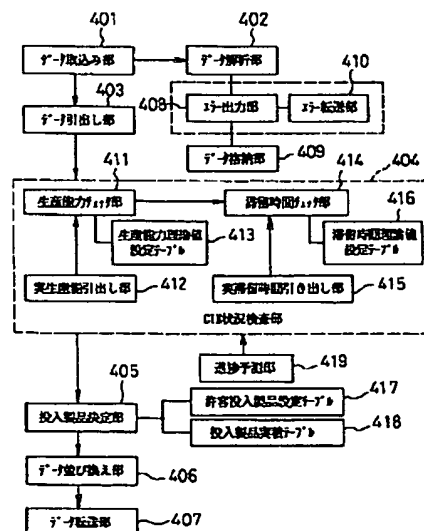 401
402
データ取込み部
データ解析部
410
403
408
エラー出力部
エラー転送部
データ引出し部
データ格納部
409
411
414
404
生産能力チェック部
滞留時間チェック部
416
生産能力理論値
設定テーブル
413
滞留時間理論値
設定テーブル
実生産能引出し部
412
実滞留時間引き出し部
415
CIM状況検査部
405
進捗予測部
419
417
投入製品決定部
許容投入製品設定テーブル
投入製品実績テーブル
418
データ並び換え部
406
データ転送部
407